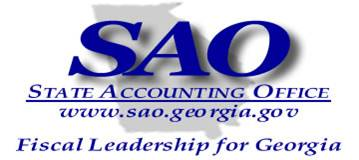 SAO
STATE ACCOUNTING OFFICE
www.sao.georgia.gov
Fiscal Leadership for Georgia